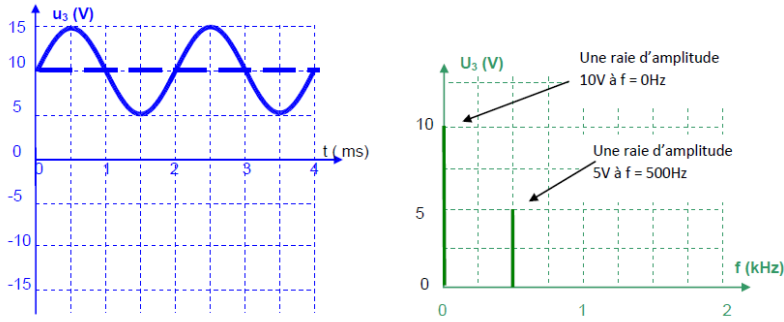 u₃ (V)
15
10
5
0
-5
-10
-15
0
1
2
3
4
t ( ms)
U₃ (V)
10
5
0
0
1
2
f (kHz)
Une raie d’amplitude
10V à f = 0Hz
Une raie d’amplitude
5V à f = 500Hz